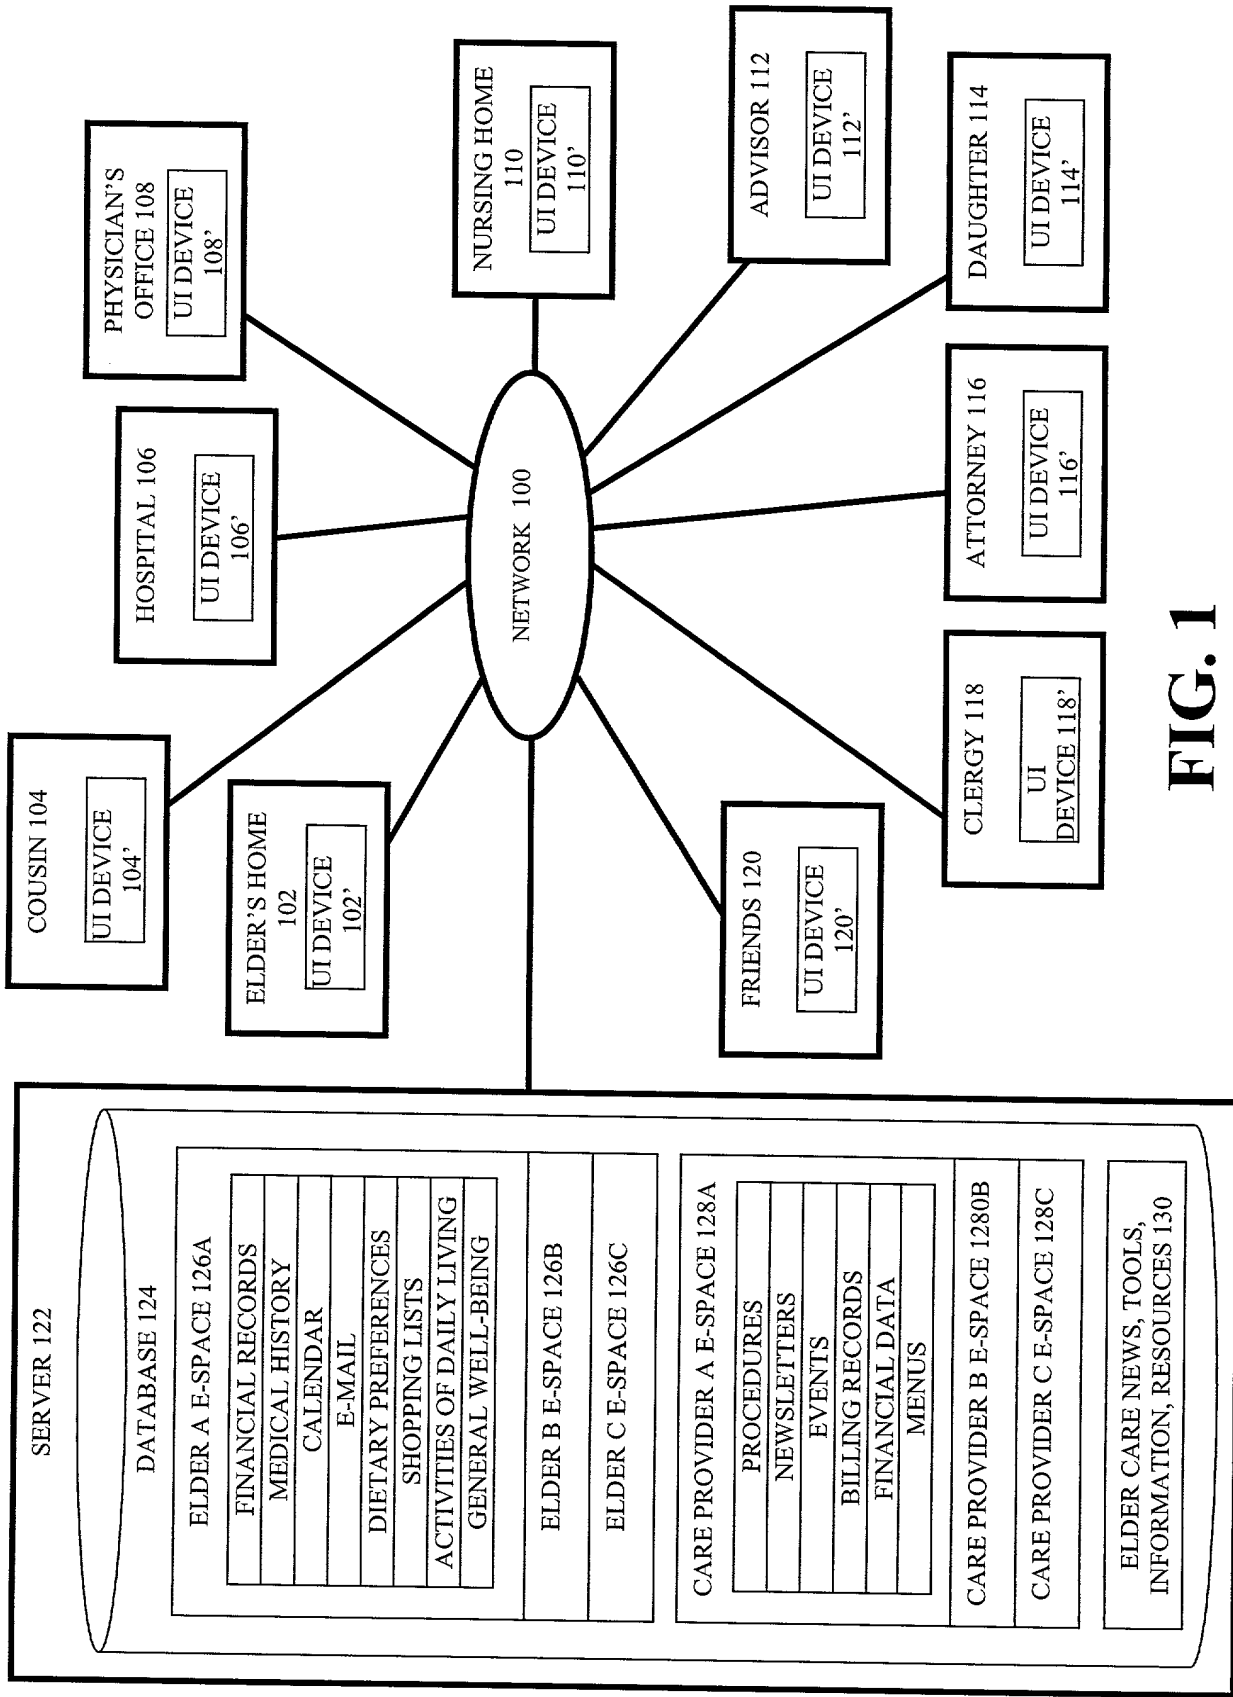 SERVER 122
DATABASE 124
ELDER A E-SPACE 126A
FINANCIAL RECORDS
MEDICAL HISTORY
CALENDAR
E-MAIL
DIETARY PREFERENCES
SHOPPING LISTS
ACTIVITIES OF DAILY LIVING
GENERAL WELL-BEING
ELDER B E-SPACE 126B
ELDER C E-SPACE 126C
CARE PROVIDER A E-SPACE 128A
PROCEDURES
NEWSLETTERS
EVENTS
BILLING RECORDS
FINANCIAL DATA
MENUS
CARE PROVIDER B E-SPACE 1280B
CARE PROVIDER C E-SPACE 128C
ELDER CARE NEWS, TOOLS,
INFORMATION, RESOURCES 130
COUSIN 104
UI DEVICE
104'
ELDER'S HOME
102
UI DEVICE
102'
HOSPITAL 106
UI DEVICE
106'
PHYSICIAN'S
OFFICE 108
UI DEVICE
108'
NETWORK 100
NURSING HOME
110
UI DEVICE
110'
ADVISOR 112
UI DEVICE
112'
DAUGHTER 114
UI DEVICE
114'
ATTORNEY 116
UI DEVICE
116'
CLERGY 118
UI
DEVICE 118'
FRIENDS 120
UI DEVICE
120'
FIG. 1